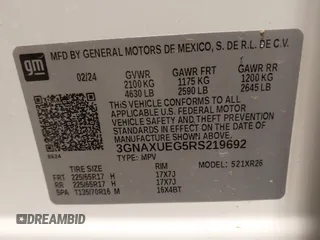 gm
MFD BY GENERAL MOTORS DF MEXICO, S. DE R.L. DE C.V.
02/24 GVWR GAWR FRT GAWR RR
2100 KG 1175 KG 1200 KG
4630 LB 2590 LB 2645 LB
THIS VEHICLE CONFORMS TO ALL
APPLICABLE U.S. FEDERAL MOTOR
VEHICLE SAFETY, BUMPER, AND THEFT
PREVENTION STANDARDS IN EFFECT ON
THE DATE OF MANUFACTURE SHOWN ABOVE.
3GNAXUEG5RS219692
TYPE: MPV 521XR26
TIRE SIZE RIM
FRT 225/65R17 H 17X7J
RR 225/65R17 H 17X7J
SPA T135/70R16 M 16X4BT
DREAMBID